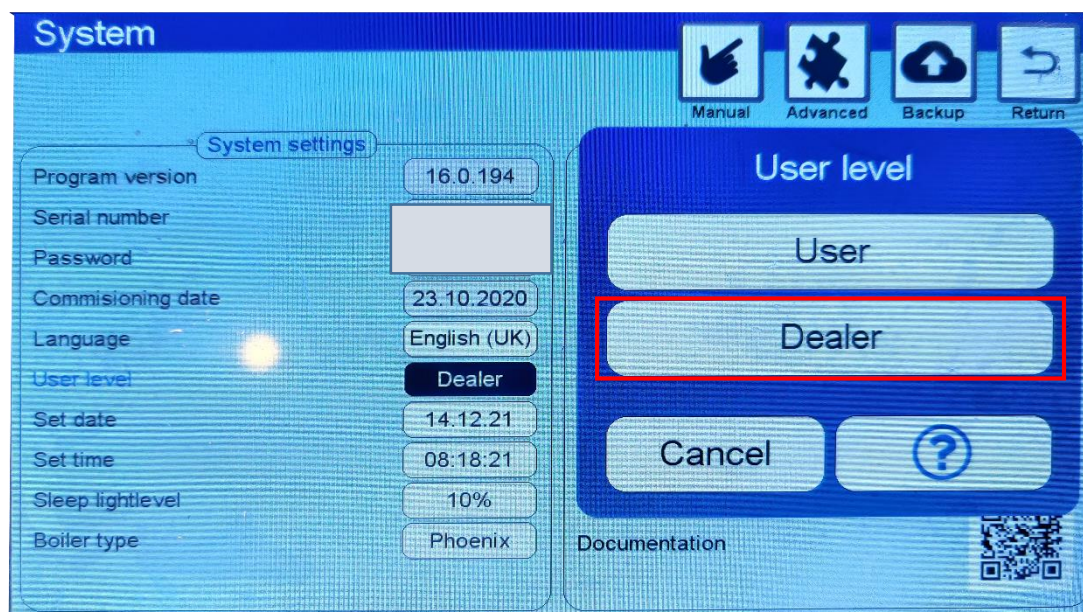 System
Manual Advanced Backup Return
System settings
Program version 16.0.194
Serial number
Password
Commisioning date 23.10.2020
Language English (UK)
User level Dealer
Set date 14.12.21
Set time 08:18:21
Sleep lightlevel 10%
Boiler type Phoenix
User level
User
Dealer
Cancel ?
Documentation